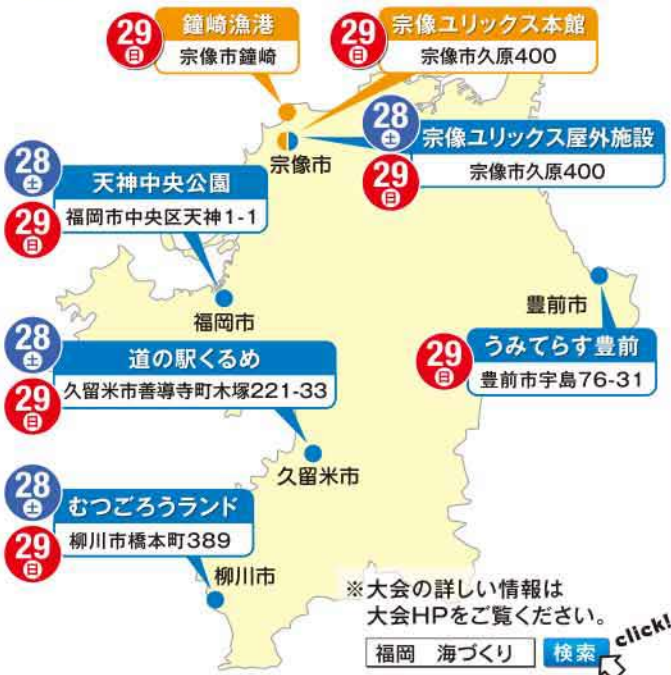 29
日
鐘崎漁港
宗像市鐘崎
29
日
宗像ユリックス本館
宗像市久原400
28
土
29
日
宗像ユリックス屋外施設
宗像市久原400
宗像市
28
土
29
日
天神中央公園
福岡市中央区天神1-1
福岡市
豊前市
29
日
うみてらす豊前
豊前市宇島76-31
28
土
29
日
道の駅くるめ
久留米市善導寺町木塚221-33
久留米市
28
土
29
日
むつごろうランド
柳川市橋本町389
柳川市
※大会の詳しい情報は
大会HPをご覧ください。
福岡 海づくり 検索 click!